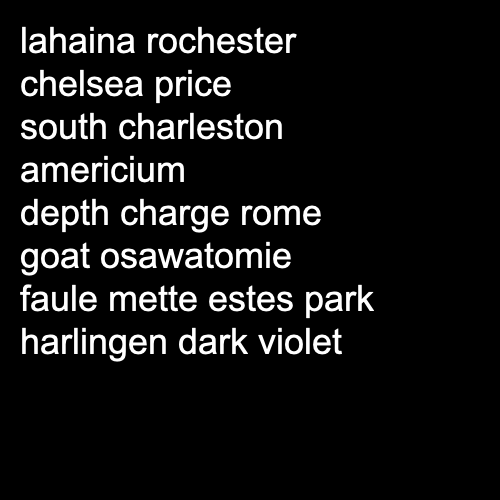 lahaina rochester
chelsea price
south charleston
americium
depth charge rome
goat osawatomie
faule mette estes park
harlingen dark violet